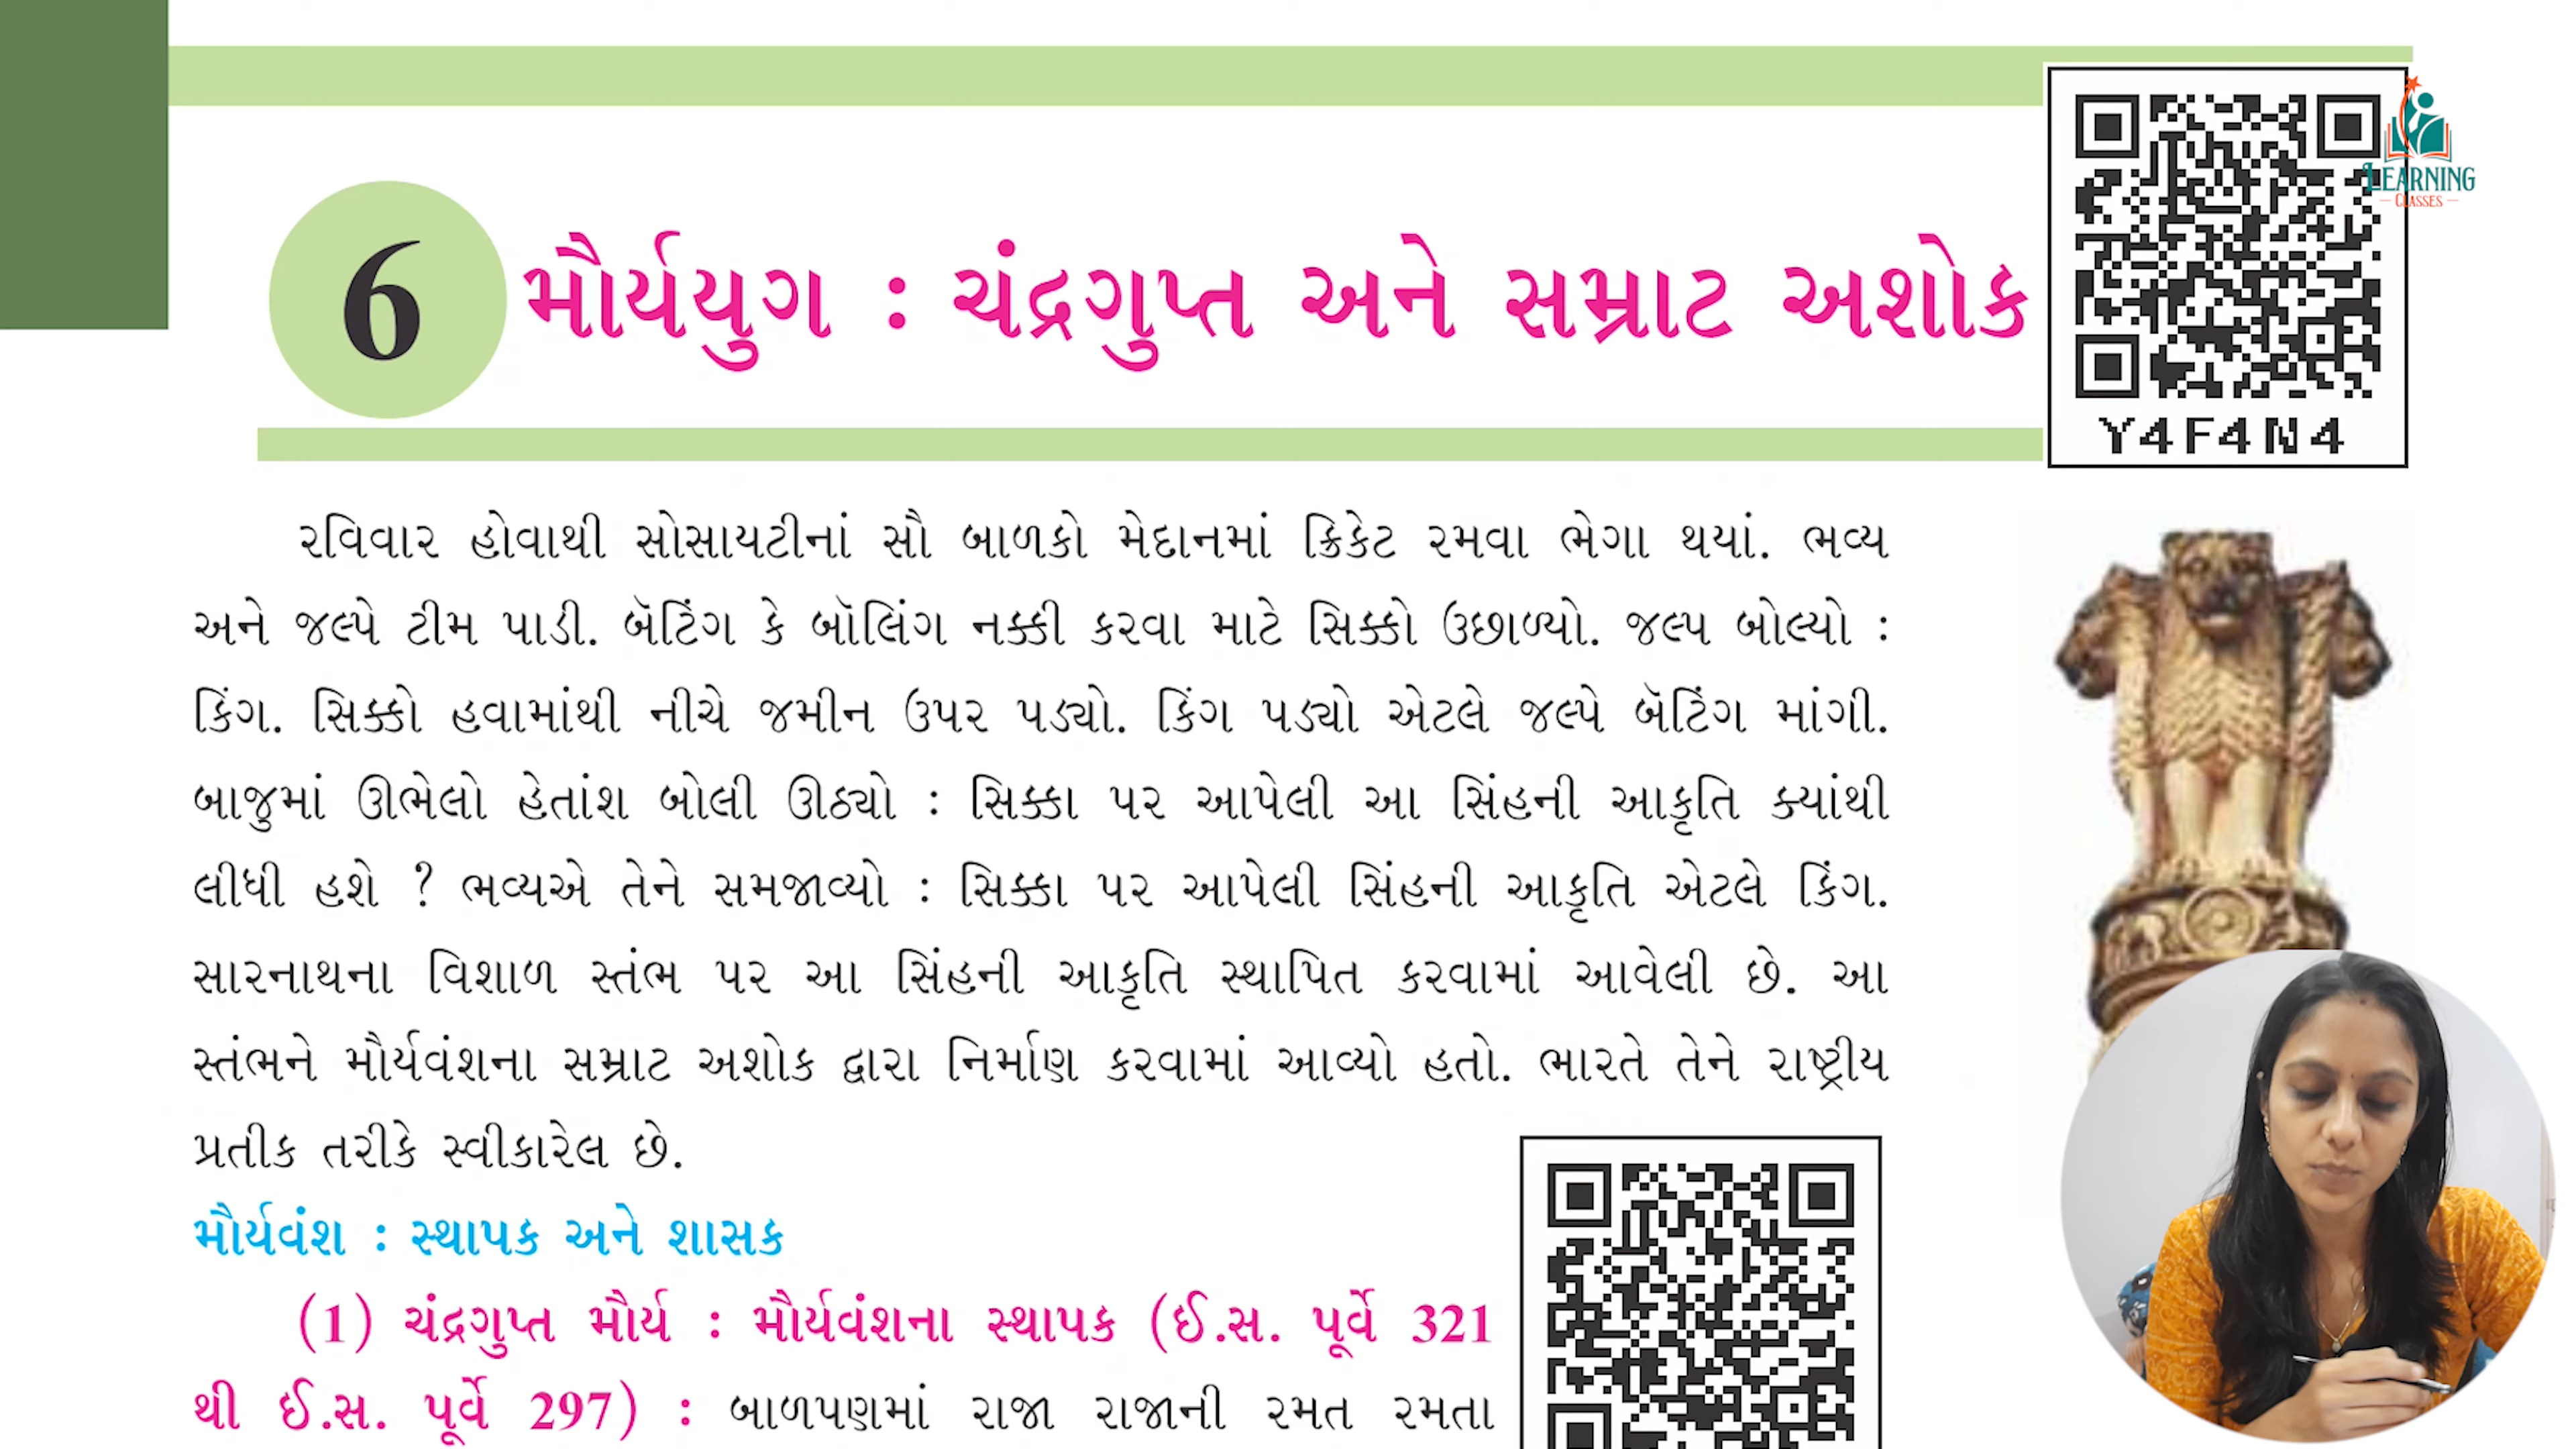 6
મૌર્યયુગ : ચંદ્રગુપ્ત અને સમ્રાટ અશોક
LEARNING
CLASSES
Y4F4N4
રવિવાર હોવાથી સોસાયટીનાં સૌ બાળકો મેદાનમાં ક્રિકેટ રમવા ભેગા થયાં. ભવ્ય
અને જલ્પે ટીમ પાડી. બૅટિંગ કે બૉલિંગ નક્કી કરવા માટે સિક્કો ઉછાળ્યો. જલ્પ બોલ્યો :
કિંગ. સિક્કો હવામાંથી નીચે જમીન ઉપર પડ્યો. કિંગ પડ્યો એટલે જલ્પે બૅટિંગ માંગી.
બાજુમાં ઊભેલો હેતાંશ બોલી ઊઠ્યો : સિક્કા પર આપેલી આ સિંહની આકૃતિ ક્યાંથી
લીધી હશે ? ભવ્યએ તેને સમજાવ્યો : સિક્કા પર આપેલી સિંહની આકૃતિ એટલે કિંગ.
સારનાથના વિશાળ સ્તંભ પર આ સિંહની આકૃતિ સ્થાપિત કરવામાં આવેલી છે. આ
સ્તંભને મૌર્યવંશના સમ્રાટ અશોક દ્વારા નિર્માણ કરવામાં આવ્યો હતો. ભારતે તેને રાષ્ટ્રીય
પ્રતીક તરીકે સ્વીકારેલ છે.
મૌર્યવંશ : સ્થાપક અને શાસક
(1) ચંદ્રગુપ્ત મૌર્ય : મૌર્યવંશના સ્થાપક (ઈ.સ. પૂર્વે 321
થી ઈ.સ. પૂર્વે 297) : બાળપણમાં રાજા રાજાની રમત રમતા